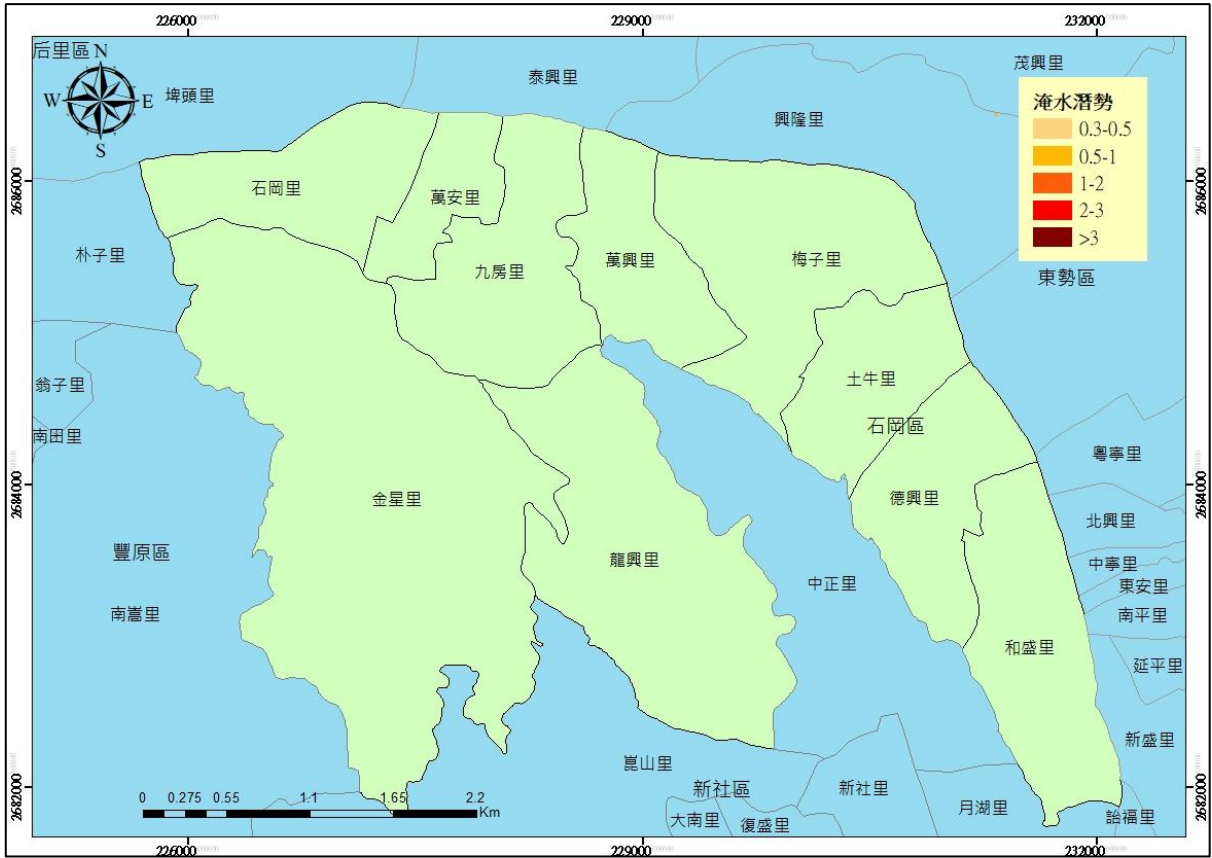 226000
229000
232000
后里區
N
W
E
S
埤頭里
泰興里
茂興里
興隆里
淹水潛勢
0.3-0.5
0.5-1
1-2
2-3
>3
2686000
2686000
石岡里
萬安里
朴子里
九房里
萬興里
梅子里
東勢區
翁子里
土牛里
石岡區
南田里
粵寧里
2684000
2684000
金星里
德興里
北興里
豐原區
龍興里
中正里
中寧里
東安里
南嵩里
南平里
和盛里
延平里
新盛里
崑山里
2682000
2682000
新社區
新社里
月湖里
0
0.275
0.55
1.1
1.65
2.2
Km
大南里
復盛里
詒福里
226000
229000
232000